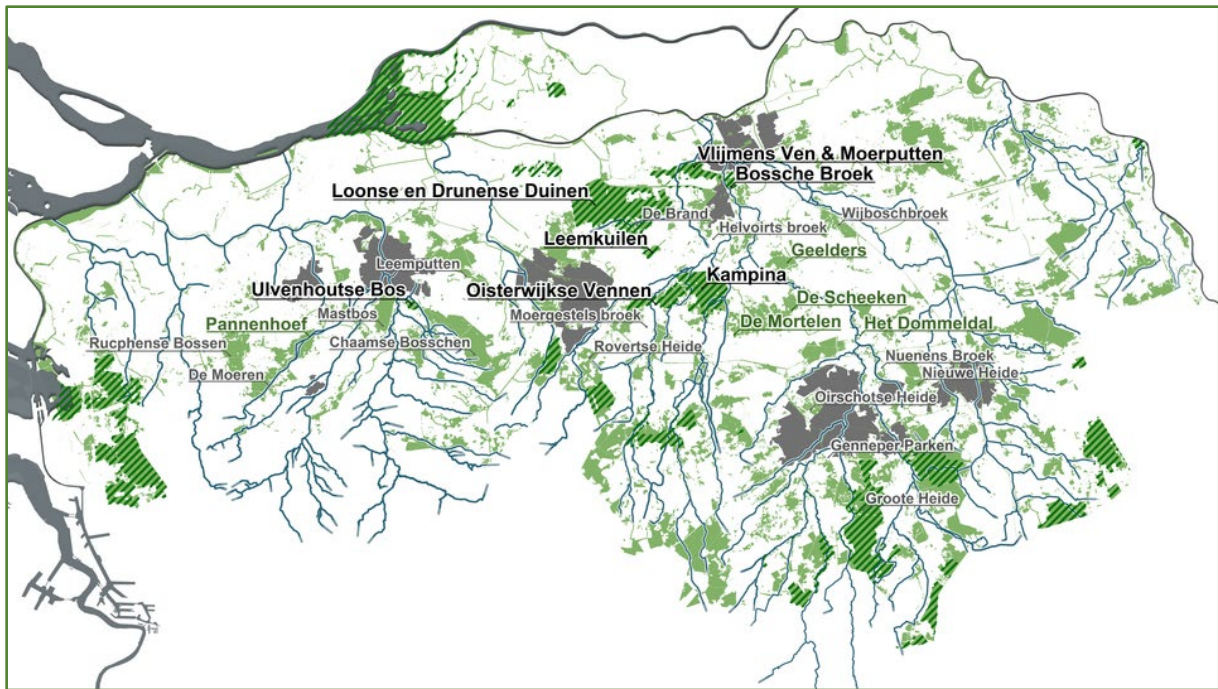 Vlijmens Ven & Moerputten
Bossche Broek
Loonse en Drunense Duinen
De Brand
Wijboschbroek
Helvoirts broek
Leemkuilen
Geelders
Leemputten
Kampina
Ulvenhoutse Bos
Oisterwijkse Vennen
De Scheeken
Mastbos
Moergestels broek
Pannenhoef
De Mortelen
Het Dommeldal
Rucphense Bossen
Chaamse Bosschen
Rovertse Heide
Nuenens Broek
De Moeren
Nieuwe Heide
Oirschotse Heide
Genneper Parken
Groote Heide